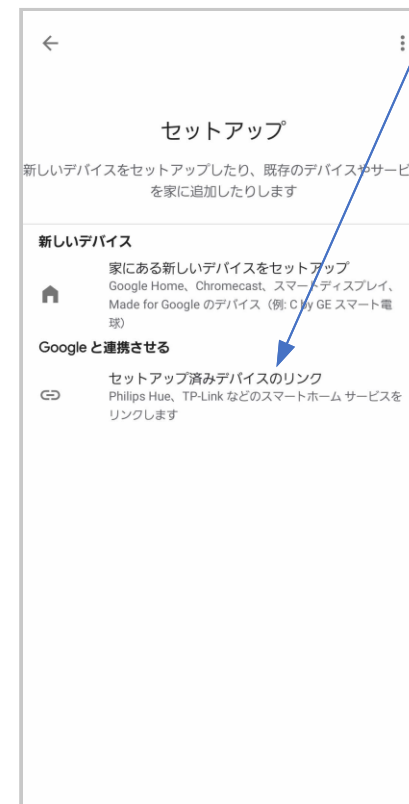 セットアップ
新しいデバイスをセットアップしたり、既存のデバイスやサービ
を家に追加したりします
新しいデバイス
家にある新しいデバイスをセットアップ
Google Home、Chromecast、スマートディスプレイ、
Made for Google のデバイス（例: C by GE スマート電
球）
Google と連携させる
セットアップ済みデバイスのリンク
Philips Hue、TP-Link などのスマートホーム サービスを
リンクします